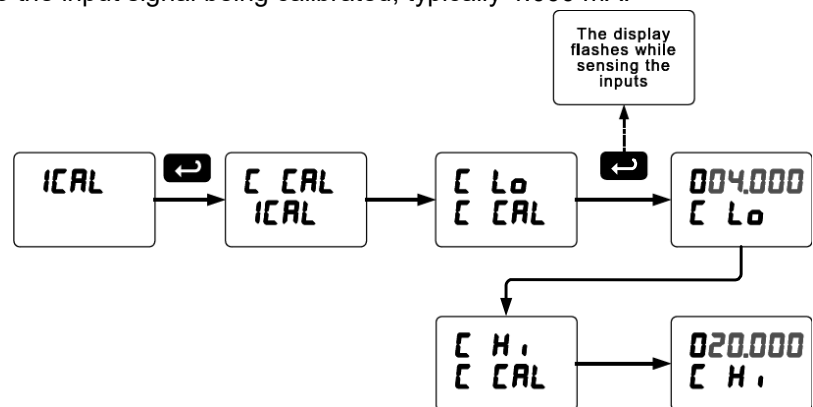 the input signal being calibrated, typically 4.000 mA.
The display
flashes while
sensing the
inputs
ICAL
C CAL
ICAL
C Lo
C CAL
004.000
C Lo
C Hi
C CAL
020.000
C Hi